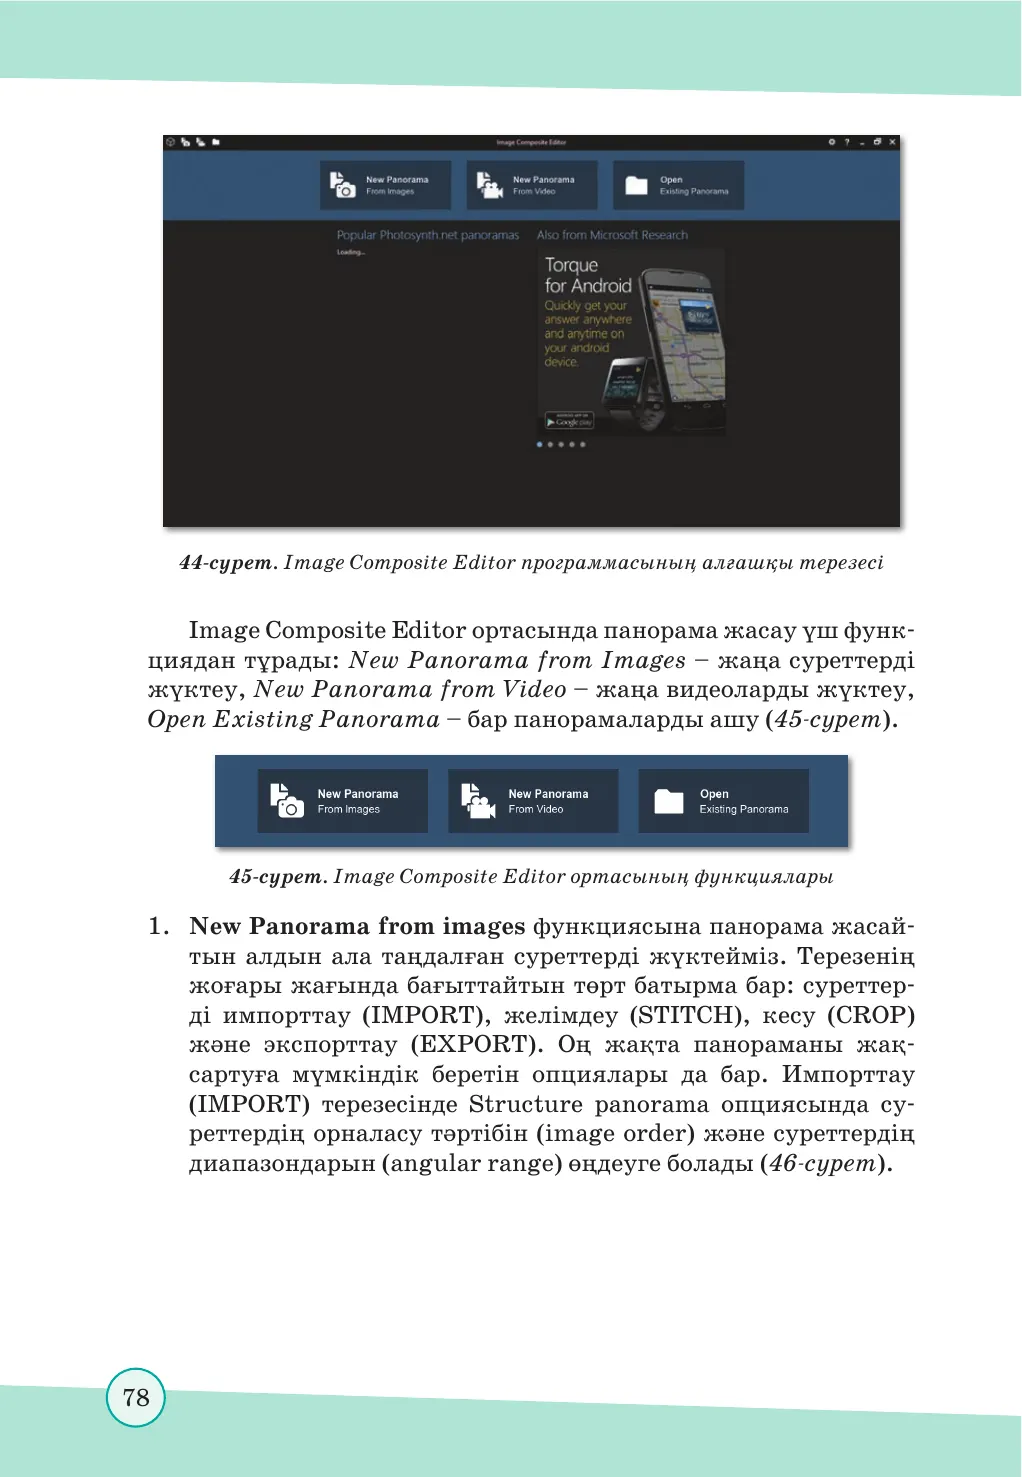 Image Composite Editor
?
New Panorama
From Images
New Panorama
From Video
Open
Existing Panorama
Popular Photosynth.net panoramas
Loading...
Also from Microsoft Research
Torque
for Android
Quickly get your
answer anywhere
and anytime on
your android
device.
ANDROID APP ON
Google play
44-сурет. Image Composite Editor программасының алғашқы терезесі
Image Composite Editor ортасында панорама жасау үш функ-
циядан тұрады: New Panorama from Images – жаңа суреттерді
жүктеу, New Panorama from Video – жаңа видеоларды жүктеу,
Open Existing Panorama – бар панорамаларды ашу (45-сурет).
New Panorama
From Images
New Panorama
From Video
Open
Existing Panorama
45-сурет. Image Composite Editor ортасының функциялары
1. New Panorama from images функциясына панорама жасай-
тын алдын ала таңдалған суреттерді жүктейміз. Терезенің
жоғары жағында бағыттайтын төрт батырма бар: суреттер-
ді импорттау (IMPORT), желімдеу (STITCH), кесу (CROP)
және экспорттау (EXPORT). Оң жақта панораманы жақ-
сартуға мүмкіндік беретін опциялары да бар. Импорттау
(IMPORT) терезесінде Structure panorama опциясында су-
реттердің орналасу тәртібін (image order) және суреттердің
диапазондарын (angular range) өңдеуге болады (46-сурет).
78